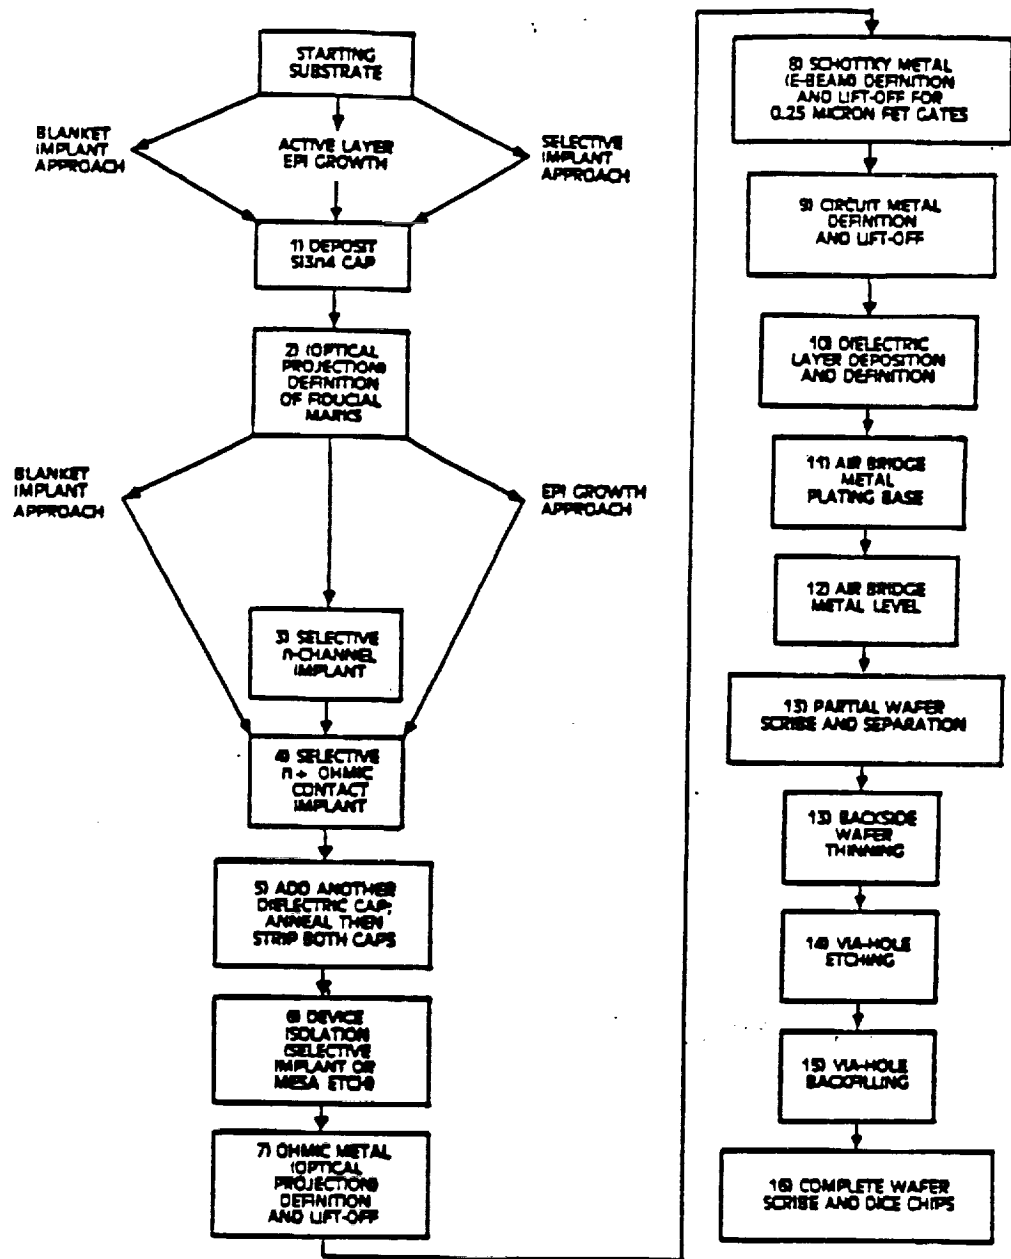 STARTING
SUBSTRATE
BLANKET
IMPLANT
APPROACH
ACTIVE LAYER
EPI GROWTH
SELECTIVE
IMPLANT
APPROACH
1) DEPOSIT
Si3n4 CAP
2) (OPTICAL
PROJECTION)
DEFINITION
OF FIDUCIAL
MARKS
BLANKET
IMPLANT
APPROACH
EPI GROWTH
APPROACH
3) SELECTIVE
n-CHANNEL
IMPLANT
4) SELECTIVE
n + OHMIC
CONTACT
IMPLANT
5) ADD ANOTHER
DIELECTRIC CAP;
ANNEAL THEN
STRIP BOTH CAPS
6) DEVICE
ISOLATION
(SELECTIVE
IMPLANT OR
MESA ETCH)
7) OHMIC METAL
(OPTICAL
PROJECTION)
DEFINITION
AND LIFT-OFF
8) SCHOTTKY METAL
(E-BEAM) DEFINITION
AND LIFT-OFF FOR
0.25 MICRON FET GATES
9) CIRCUIT METAL
DEFINITION
AND LIFT-OFF
10) DIELECTRIC
LAYER DEPOSITION
AND DEFINITION
11) AIR BRIDGE
METAL
PLATING BASE
12) AIR BRIDGE
METAL LEVEL
13) PARTIAL WAFER
SCRIBE AND SEPARATION
13) BACKSIDE
WAFER
THINNING
14) VIA-HOLE
ETCHING
15) VIA-HOLE
BACKFILLING
16) COMPLETE WAFER
SCRIBE AND DICE CHIPS